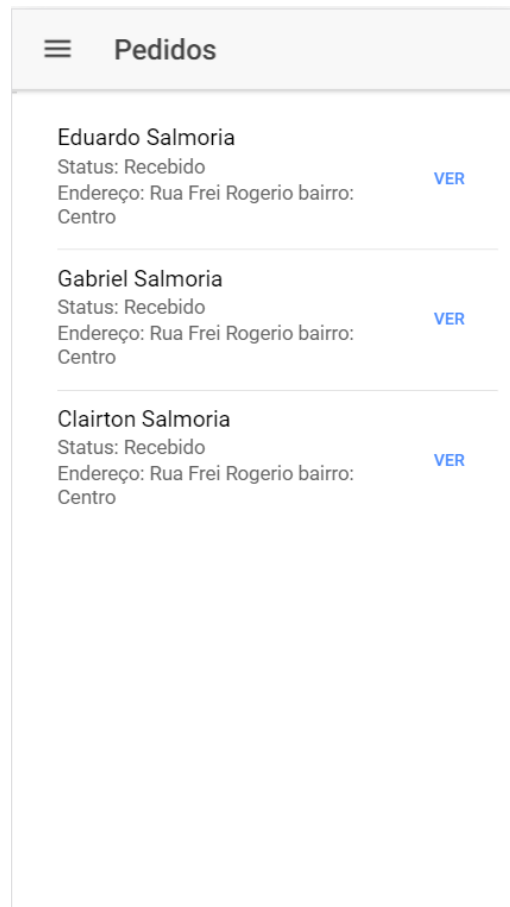 Pedidos
Eduardo Salmoria
Status: Recebido
Endereço: Rua Frei Rogerio bairro:
Centro
VER
Gabriel Salmoria
Status: Recebido
Endereço: Rua Frei Rogerio bairro:
Centro
VER
Clairton Salmoria
Status: Recebido
Endereço: Rua Frei Rogerio bairro:
Centro
VER